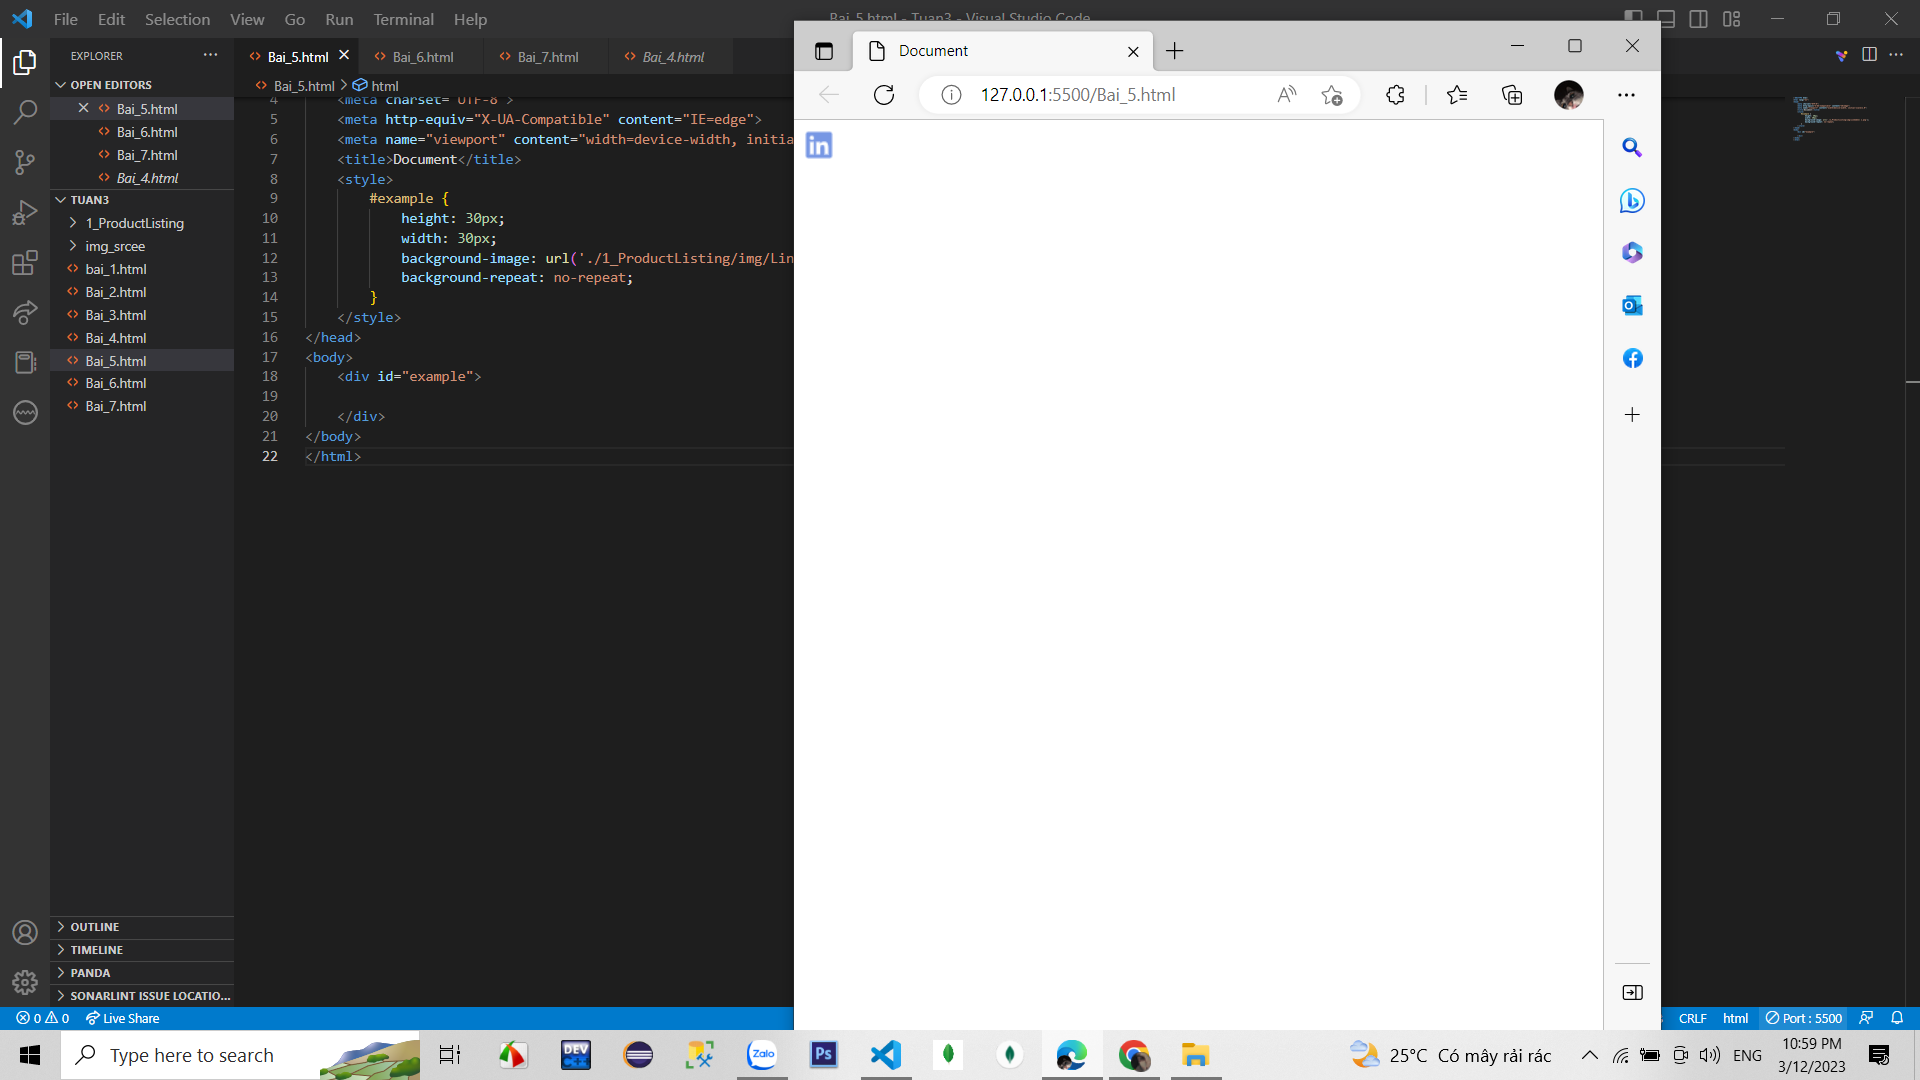 File Edit Selection View Go Run Terminal Help
Bai_5.html - Tuan3 - Visual Studio Code
EXPLORER
OPEN EDITORS
Bai_5.html
Bai_6.html
Bai_7.html
Bai_4.html
TUAN3
1_ProductListing
img_srcee
bai_1.html
Bai_2.html
Bai_3.html
Bai_4.html
Bai_5.html
Bai_6.html
Bai_7.html
OUTLINE
TIMELINE
PANDA
SONARLINT ISSUE LOCATIO...
Bai_5.html Bai_6.html Bai_7.html Bai_4.html
Bai_5.html > html
4 <meta charset="UTF-8">
5 <meta http-equiv="X-UA-Compatible" content="IE=edge">
6 <meta name="viewport" content="width=device-width, initia
7 <title>Document</title>
8 <style>
9 #example {
10 height: 30px;
11 width: 30px;
12 background-image: url('./1_ProductListing/img/Lin
13 background-repeat: no-repeat;
14 }
15 </style>
16 </head>
17 <body>
18 <div id="example">
19
20 </div>
21 </body>
22 </html>
Document
127.0.0.1:5500/Bai_5.html
in
0 0 Live Share
CRLF html Port : 5500
Type here to search
DEV C++
Zalo
Ps
25°C Có mây rải rác
ENG
10:59 PM
3/12/2023